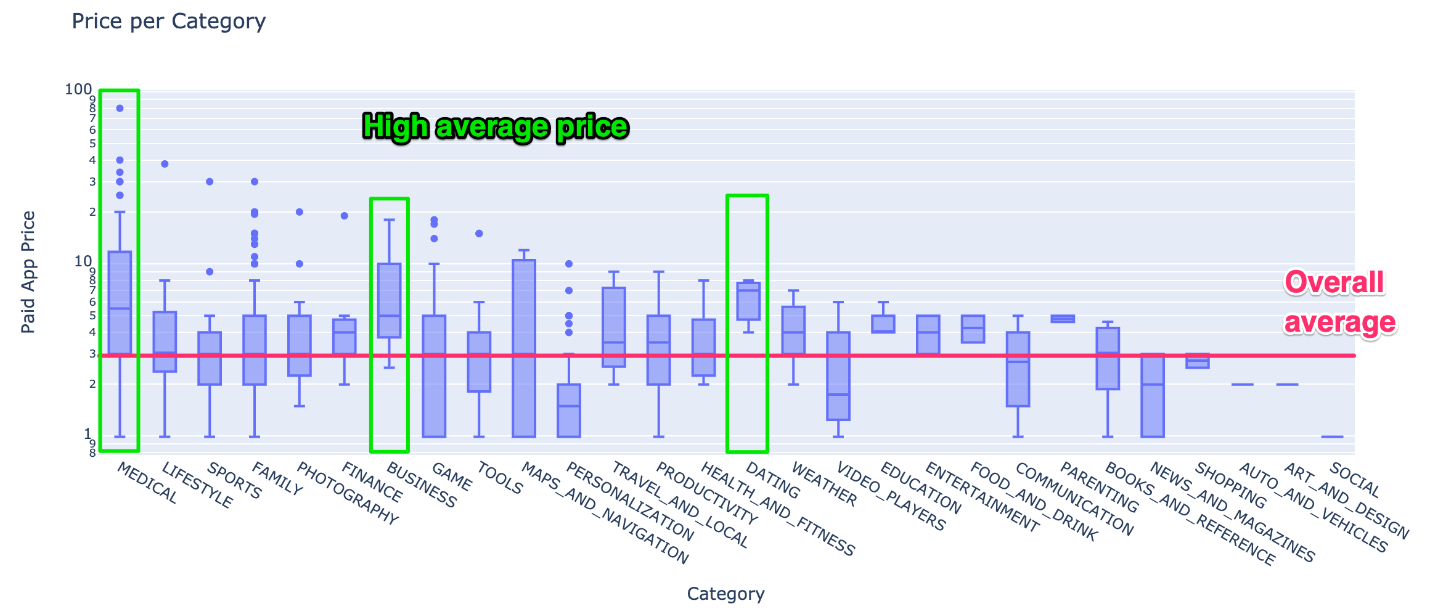 Price per Category
100
9
8
7
6
5
4
3
2
10
9
8
7
6
5
4
3
2
1
9
8
Paid App Price
High average price
Overall
average
MEDICAL
LIFESTYLE
SPORTS
FAMILY
PHOTOGRAPHY
FINANCE
BUSINESS
GAME
TOOLS
MAPS_AND_NAVIGATION
PERSONALIZATION
TRAVEL_AND_LOCAL
PRODUCTIVITY
HEALTH_AND_FITNESS
DATING
WEATHER
VIDEO_PLAYERS
EDUCATION
ENTERTAINMENT
FOOD_AND_DRINK
COMMUNICATION
PARENTING
BOOKS_AND_REFERENCE
NEWS_AND_MAGAZINES
SHOPPING
AUTO_AND_VEHICLES
ART_AND_DESIGN
SOCIAL
Category